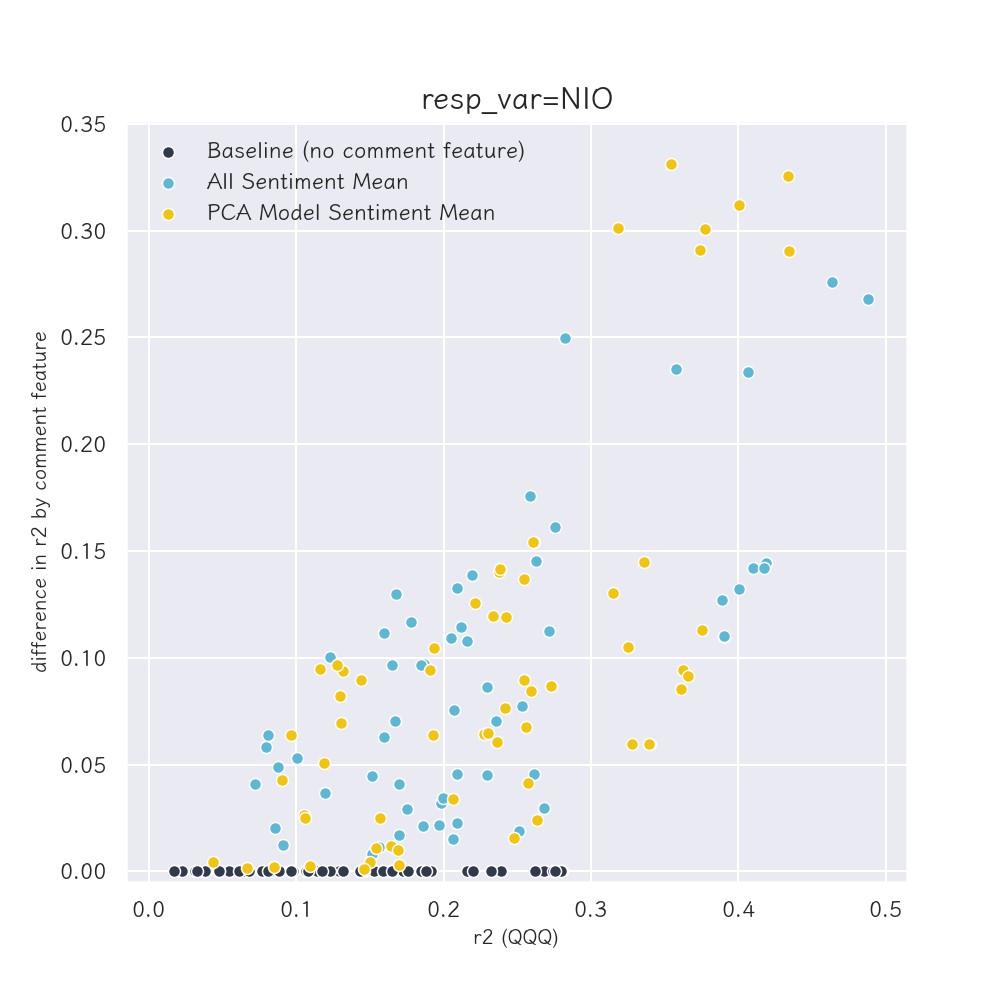 resp_var=NIO
Baseline (no comment feature)
All Sentiment Mean
PCA Model Sentiment Mean
0.35
0.30
0.25
0.20
0.15
0.10
0.05
0.00
difference in r2 by comment feature
0.0 0.1 0.2 0.3 0.4 0.5
r2 (QQQ)